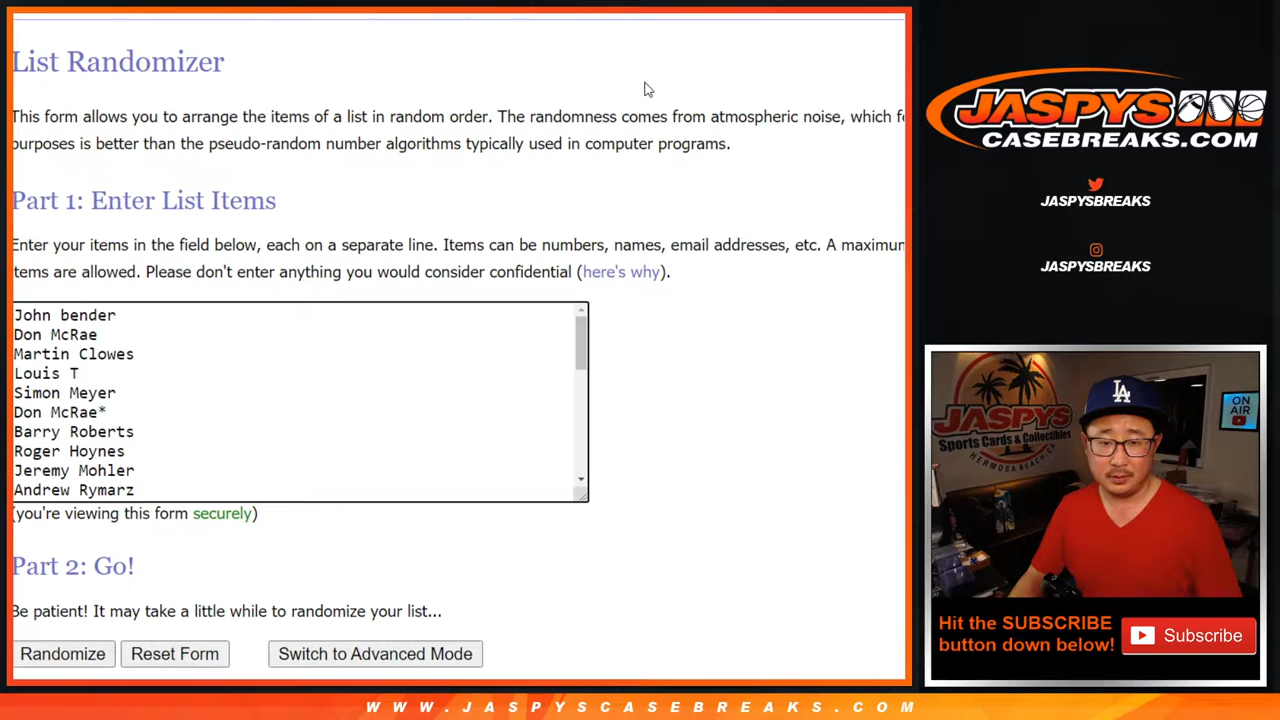 List Randomizer
This form allows you to arrange the items of a list in random order. The randomness comes from atmospheric noise, which f
purposes is better than the pseudo-random number algorithms typically used in computer programs.
Part 1: Enter List Items
Enter your items in the field below, each on a separate line. Items can be numbers, names, email addresses, etc. A maximum
items are allowed. Please don't enter anything you would consider confidential (here's why).
John bender
Don McRae
Martin Clowes
Louis T
Simon Meyer
Don McRae*
Barry Roberts
Roger Hoynes
Jeremy Mohler
Andrew Rymarz
(you're viewing this form securely)
Part 2: Go!
Be patient! It may take a little while to randomize your list...
Randomize
Reset Form
Switch to Advanced Mode
JASPYS
CASEBREAKS.COM
JASPYSBREAKS
JASPYSBREAKS
JASPYS
Sports Cards & Collectibles
HERMOSA BEACH, CA
LA
ON
AIR
Hit the SUBSCRIBE
button down below!
Subscribe
WWW.JASPYSCASEBREAKS.COM